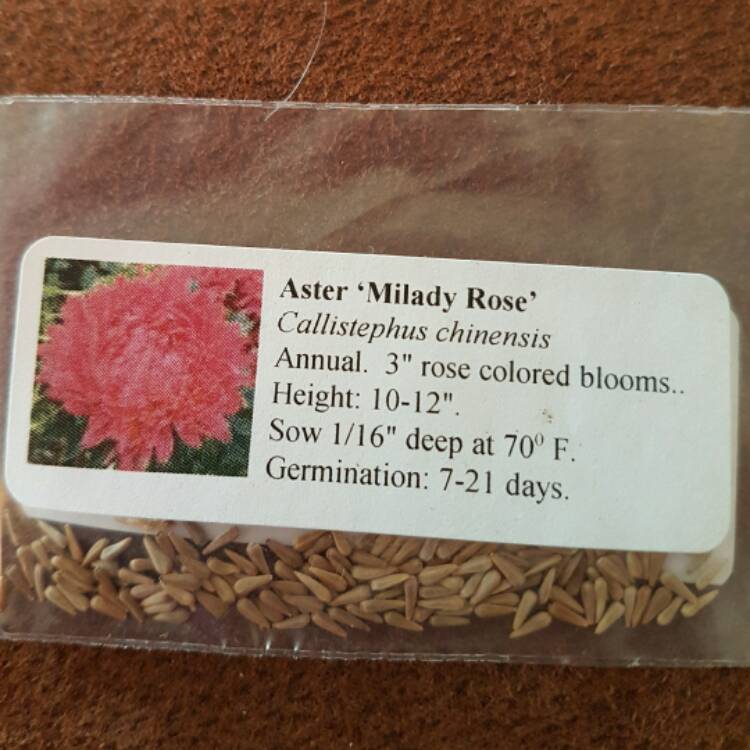 Aster ‘Milady Rose’
Callistephus chinensis
Annual. 3" rose colored blooms..
Height: 10-12".
Sow 1/16" deep at 70⁰ F.
Germination: 7-21 days.